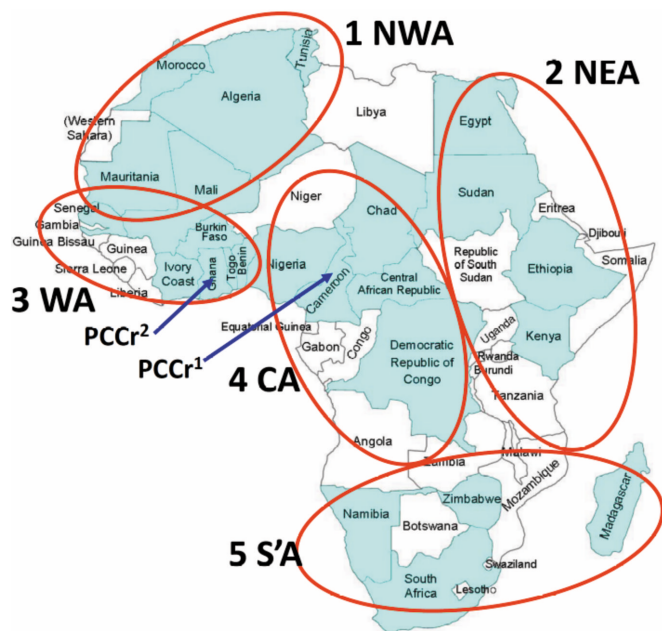 1 NWA
2 NEA
Morocco
Tunisia
Algeria
Libya
Egypt
(Western
Sahara)
Mauritania
Mali
Niger
Chad
Sudan
Eritrea
Djibouti
Somalia
Senegal
Gambia
Guinea Bissau
Guinea
Sierra Leone
Liberia
Burkin
Faso
Ivory
Coast
Ghana
Togo
Benin
Nigeria
Cameroon
Central
African Republic
Republic
of South
Sudan
Ethiopia
3 WA
PCCr2
PCCr1
Equatorial Guinea
Gabon
Congo
Democratic
Republic of
Congo
Uganda
Kenya
Rwanda
Burundi
Tanzania
4 CA
Angola
Zambia
Malawi
Mozambique
Zimbabwe
Madagascar
Namibia
Botswana
5 S'A
Swaziland
South
Africa
Lesotho